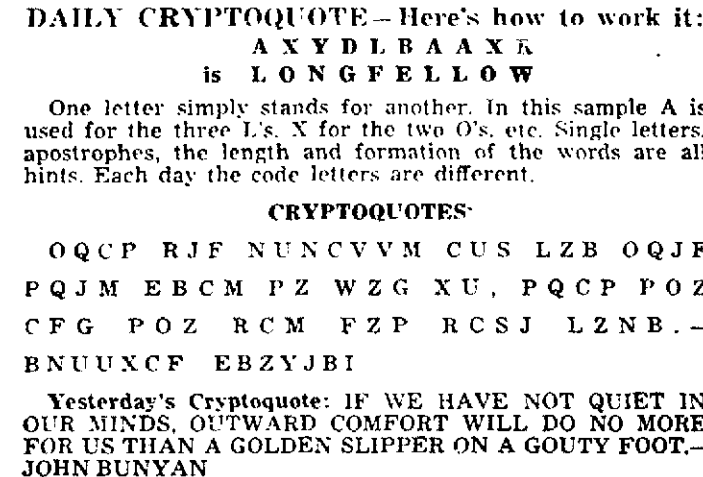 DAILY CRYPTOQUOTE – Here's how to work it:
A X Y D L B A A X R
is L O N G F E L L O W
One letter simply stands for another. In this sample A is
used for the three L's, X for the two O's, etc. Single letters,
apostrophes, the length and formation of the words are all
hints. Each day the code letters are different.
CRYPTOQUOTES
O Q C P R J F N U N C V V M C U S L Z B O Q J F
P Q J M E B C M P Z W Z G X U , P Q C P P O Z
C F G P O Z R C M F Z P R C S J L Z N B . –
B N U U X C F E B Z Y J B I
Yesterday's Cryptoquote: IF WE HAVE NOT QUIET IN
OUR MINDS, OUTWARD COMFORT WILL DO NO MORE
FOR US THAN A GOLDEN SLIPPER ON A GOUTY FOOT.–
JOHN BUNYAN